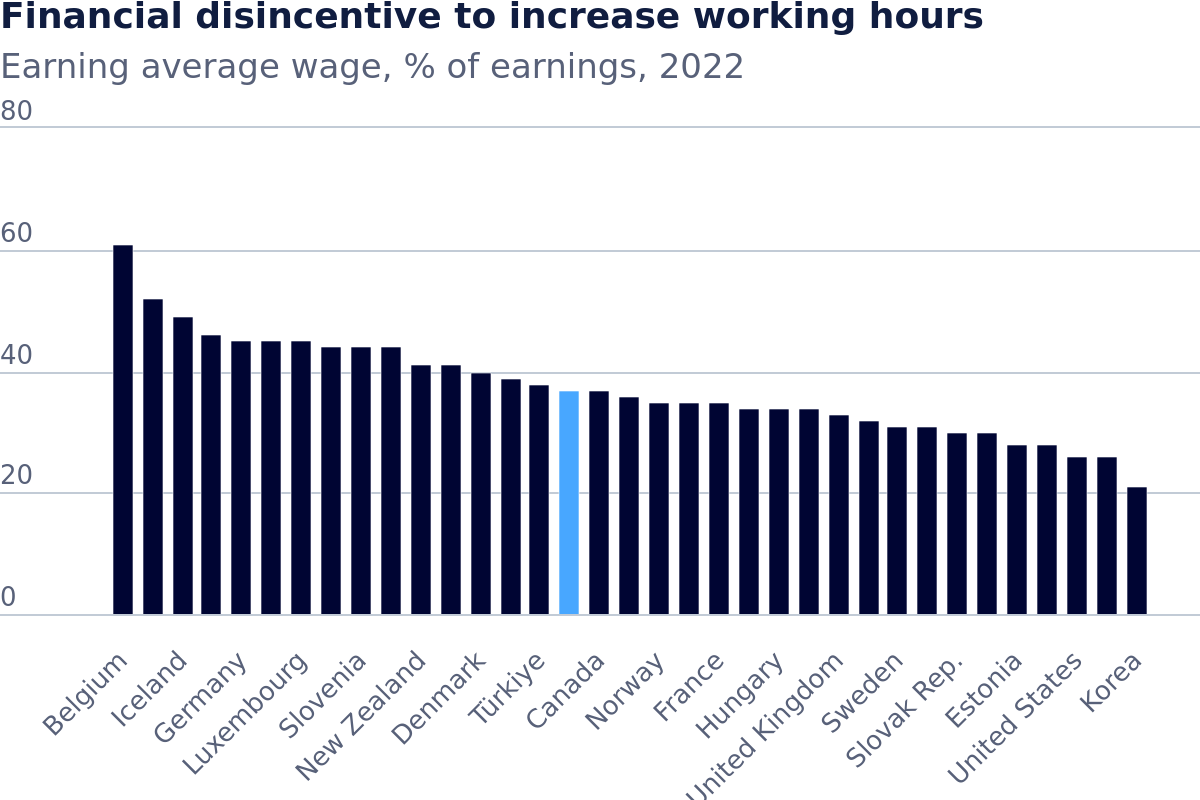 Financial disincentive to increase working hours
Earning average wage, % of earnings, 2022
80
60
40
20
0
Belgium
Iceland
Germany
Luxembourg
Slovenia
New Zealand
Denmark
Türkiye
Canada
Norway
France
Hungary
United Kingdom
Sweden
Slovak Rep.
Estonia
United States
Korea